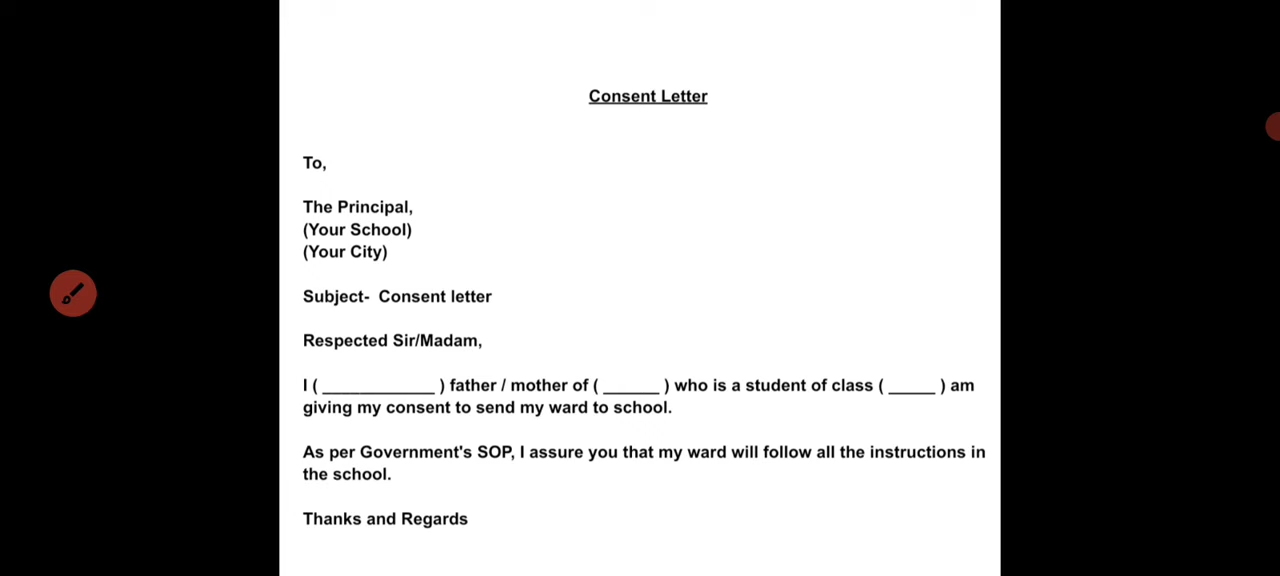 Consent Letter
To,
The Principal,
(Your School)
(Your City)
Subject-  Consent letter
Respected Sir/Madam,
I ( ____________ ) father / mother of ( ______ ) who is a student of class ( _____ ) am
giving my consent to send my ward to school.
As per Government's SOP, I assure you that my ward will follow all the instructions in
the school.
Thanks and Regards